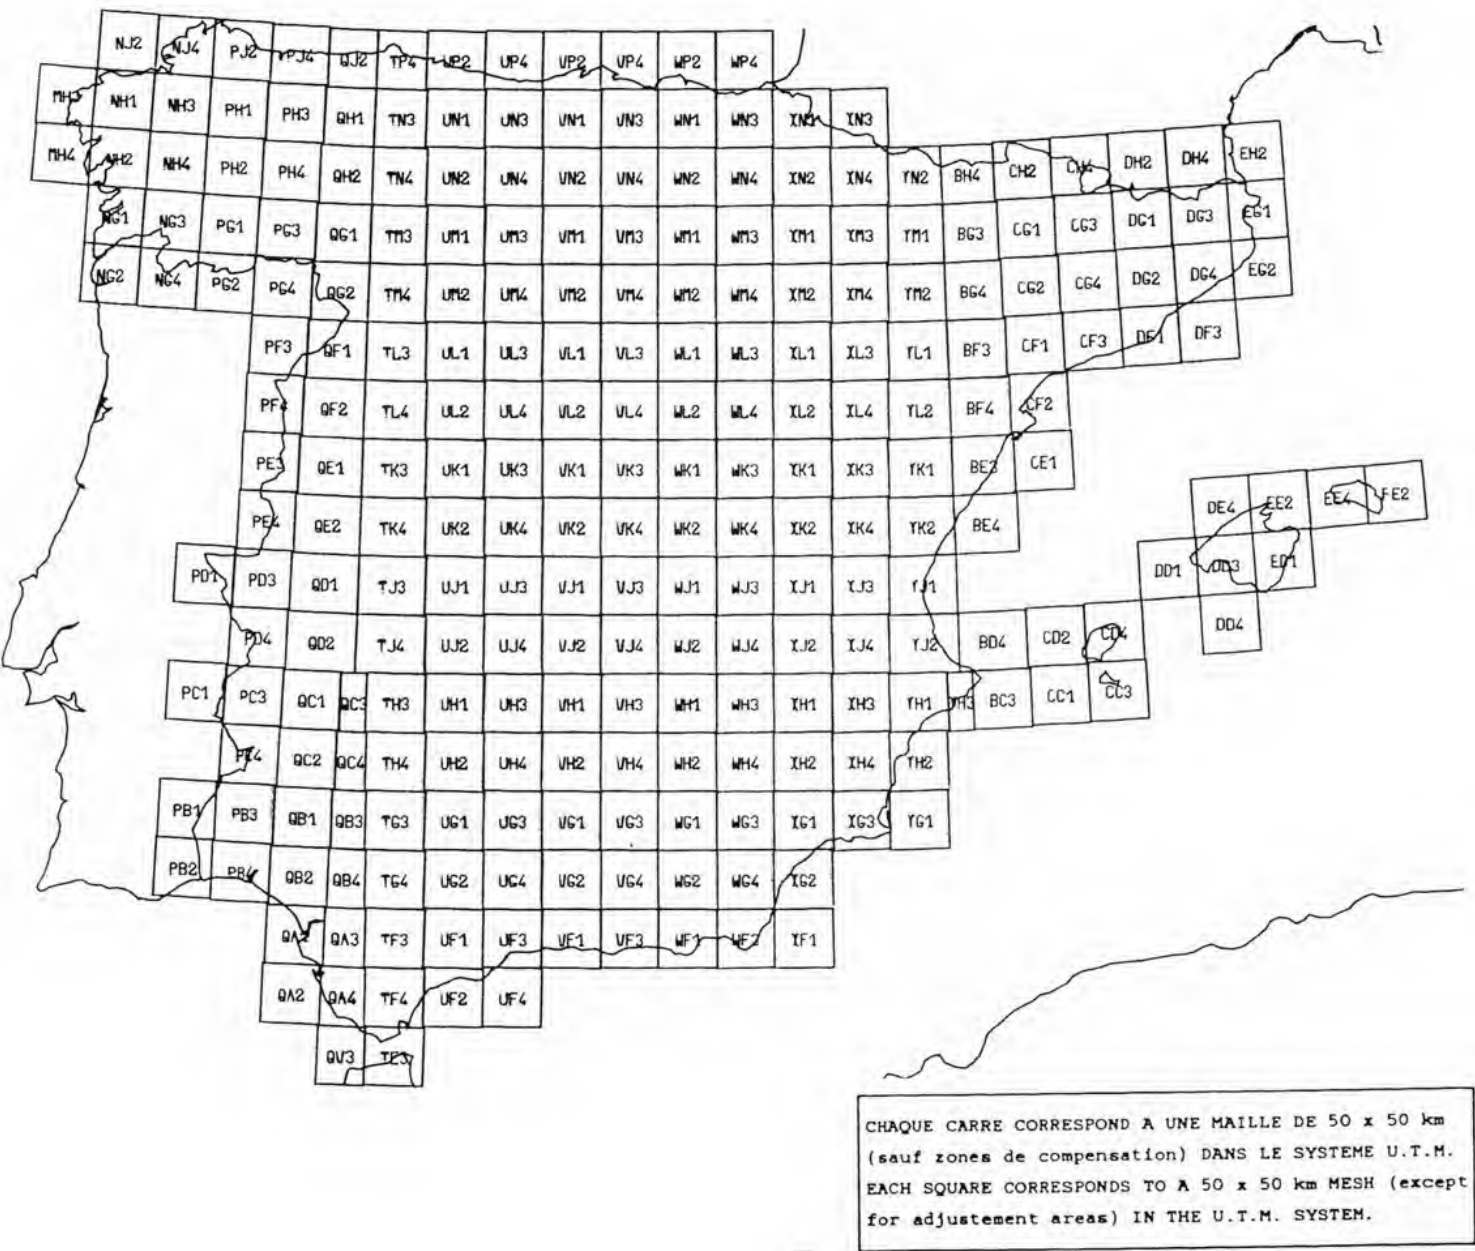 NJ2 NJ4 PJ2 PJ4 QJ2 TP4 UP2 UP4 VP2 VP4 WP2 WP4
MH3 NH1 NH3 PH1 PH3 QH1 TN3 UN1 UN3 VN1 VN3 WN1 WN3 XN1 XN3
MH4 NH2 NH4 PH2 PH4 QH2 TN4 UN2 UN4 VN2 VN4 WN2 WN4 XN2 XN4 YN2 BH4 CH2 CH4 DH2 DH4 EH2
NG1 NG3 PG1 PG3 QG1 TM3 UM1 UM3 VM1 VM3 WM1 WM3 XM1 XM3 YM1 BG3 CG1 CG3 DG1 DG3 EG1
NG2 NG4 PG2 PG4 QG2 TM4 UM2 UM4 VM2 VM4 WM2 WM4 XM2 XM4 YM2 BG4 CG2 CG4 DG2 DG4 EG2
PF3 QF1 TL3 UL1 UL3 VL1 VL3 WL1 WL3 XL1 XL3 YL1 BF3 CF1 CF3 DF1 DF3
PF4 QF2 TL4 UL2 UL4 VL2 VL4 WL2 WL4 XL2 XL4 YL2 BF4 CF2
PE3 QE1 TK3 UK1 UK3 VK1 VK3 WK1 WK3 XK1 XK3 YK1 BE3 CE1
PE4 QE2 TK4 UK2 UK4 VK2 VK4 WK2 WK4 XK2 XK4 YK2 BE4 DE4 EE2 EE4 FE2
PD1 PD3 QD1 TJ3 UJ1 UJ3 VJ1 VJ3 WJ1 WJ3 XJ1 XJ3 YJ1 DD1 DD3 ED1
PD4 QD2 TJ4 UJ2 UJ4 VJ2 VJ4 WJ2 WJ4 XJ2 XJ4 YJ2 BD4 CD2 CD4 DD4
PC1 PC3 QC1 QC3 TH3 UH1 UH3 VH1 VH3 WH1 WH3 XH1 XH3 YH1 YH3 BC3 CC1 CC3
PC4 QC2 QC4 TH4 UH2 UH4 VH2 VH4 WH2 WH4 XH2 XH4 YH2
PB1 PB3 QB1 QB3 TG3 UG1 UG3 VG1 VG3 WG1 WG3 XG1 XG3 YG1
PB2 PB4 QB2 QB4 TG4 UG2 UG4 VG2 VG4 WG2 WG4 XG2
QA1 QA3 TF3 UF1 UF3 VF1 VF3 WF1 WF3 XF1
QA2 QA4 TF4 UF2 UF4
QV3 TE3
CHAQUE CARRE CORRESPOND A UNE MAILLE DE 50 x 50 km
(sauf zones de compensation) DANS LE SYSTEME U.T.M.
EACH SQUARE CORRESPONDS TO A 50 x 50 km MESH (except
for adjustement areas) IN THE U.T.M. SYSTEM.